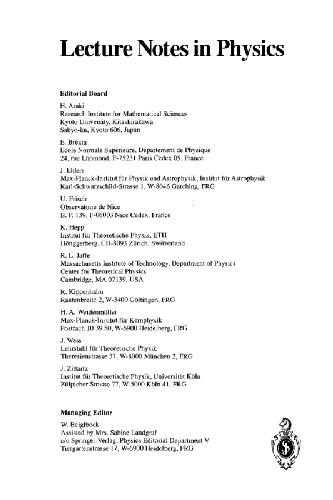 Lecture Notes in Physics
Editorial Board
H. Araki
Research Institute for Mathematical Sciences
Kyoto University, Kitashirakawa
Sakyo-ku, Kyoto 606, Japan
E. Brézin
Ecole Normale Supérieure, Département de Physique
24, rue Lhomond, F-75231 Paris Cedex 05, France
J. Ehlers
Max-Planck-Institut für Physik und Astrophysik, Institut für Astrophysik
Karl-Schwarzschild-Strasse 1, W-8046 Garching, FRG
U. Frisch
Observatoire de Nice
B. P. 139, F-06003 Nice Cedex, France
K. Hepp
Institut für Theoretische Physik, ETH
Hönggerberg, CH-8093 Zürich, Switzerland
R. L. Jaffe
Massachusetts Institute of Technology, Department of Physics
Center for Theoretical Physics
Cambridge, MA 02139, USA
R. Kippenhahn
Rautenbreite 2, W-3400 Göttingen, FRG
H. A. Weidenmüller
Max-Planck-Institut für Kernphysik
Postfach 10 39 80, W-6900 Heidelberg, FRG
J. Wess
Lehrstuhl für Theoretische Physik
Theresienstrasse 37, W-8000 München 2, FRG
J. Zittartz
Institut für Theoretische Physik, Universität Köln
Zülpicher Strasse 77, W-5000 Köln 41, FRG
Managing Editor
W. Beiglböck
Assisted by Mrs. Sabine Landgraf
c/o Springer-Verlag, Physics Editorial Department V
Tiergartenstrasse 17, W-6900 Heidelberg, FRG